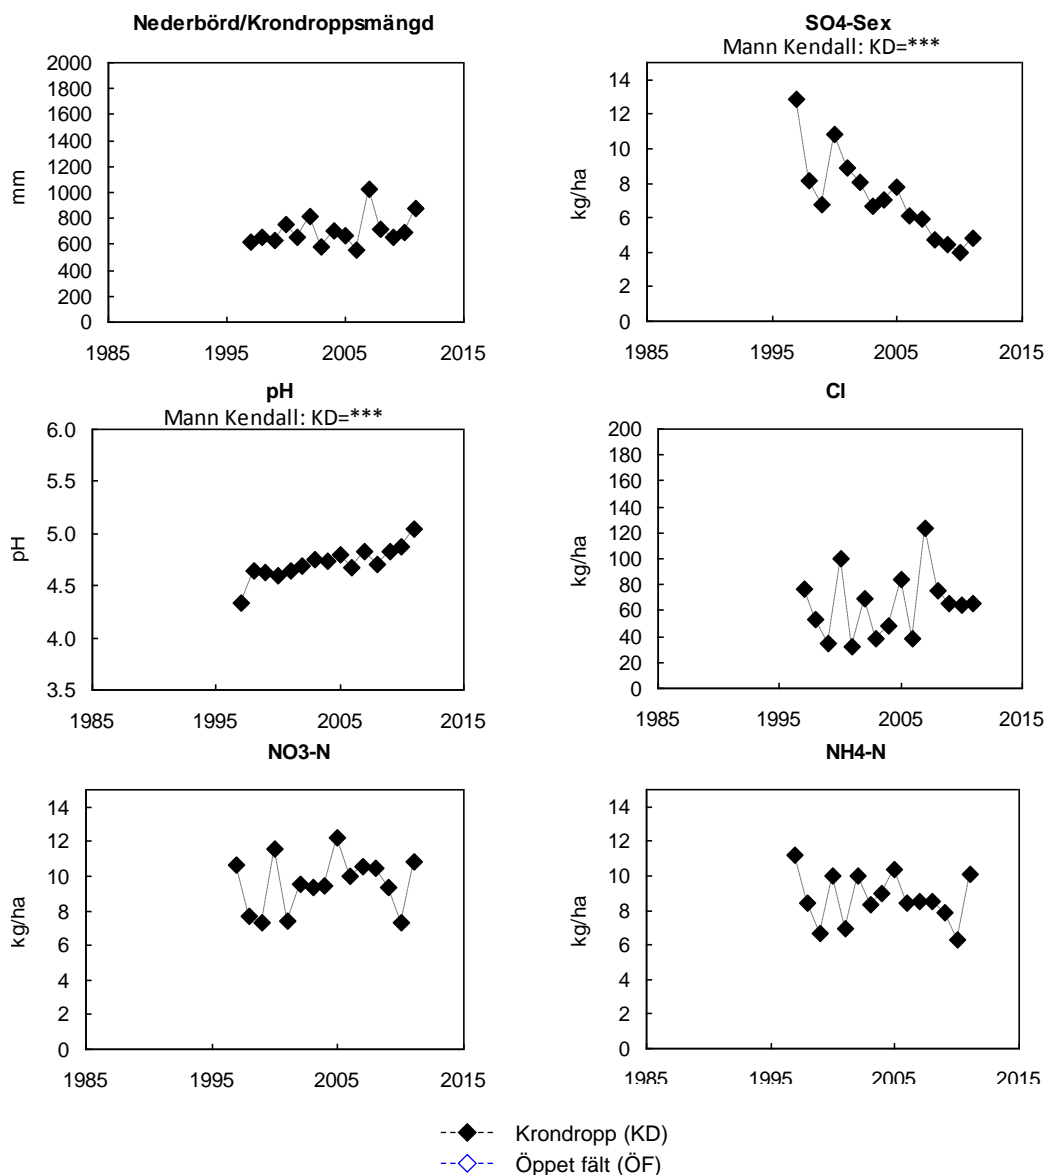 Nederbörd/Krondroppsmängd
mm
2000
1800
1600
1400
1200
1000
800
600
400
200
0
1985 1995 2005 2015
SO4-Sex
Mann Kendall: KD=***
kg/ha
14
12
10
8
6
4
2
0
1985 1995 2005 2015
pH
Mann Kendall: KD=***
pH
6.0
5.5
5.0
4.5
4.0
3.5
1985 1995 2005 2015
Cl
kg/ha
200
180
160
140
120
100
80
60
40
20
0
1985 1995 2005 2015
NO3-N
kg/ha
14
12
10
8
6
4
2
0
1985 1995 2005 2015
NH4-N
kg/ha
14
12
10
8
6
4
2
0
1985 1995 2005 2015
Krondropp (KD)
Öppet fält (ÖF)